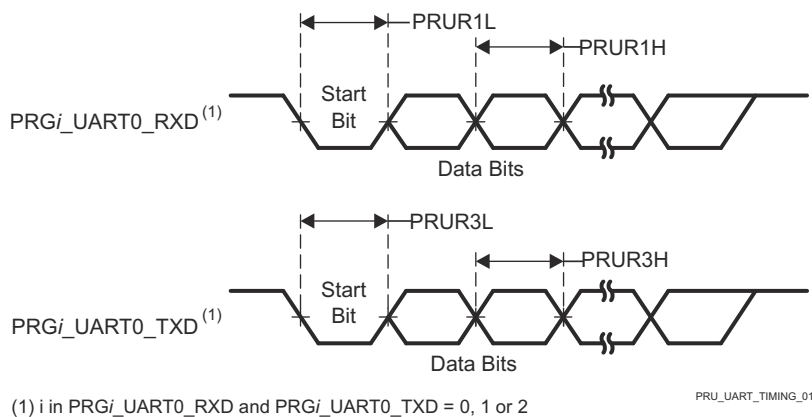 PRUR1L
PRUR1H
PRGi_UART0_RXD (1)
Start
Bit
Data Bits
PRUR3L
PRUR3H
PRGi_UART0_TXD (1)
Start
Bit
Data Bits
(1) i in PRGi_UART0_RXD and PRGi_UART0_TXD = 0, 1 or 2